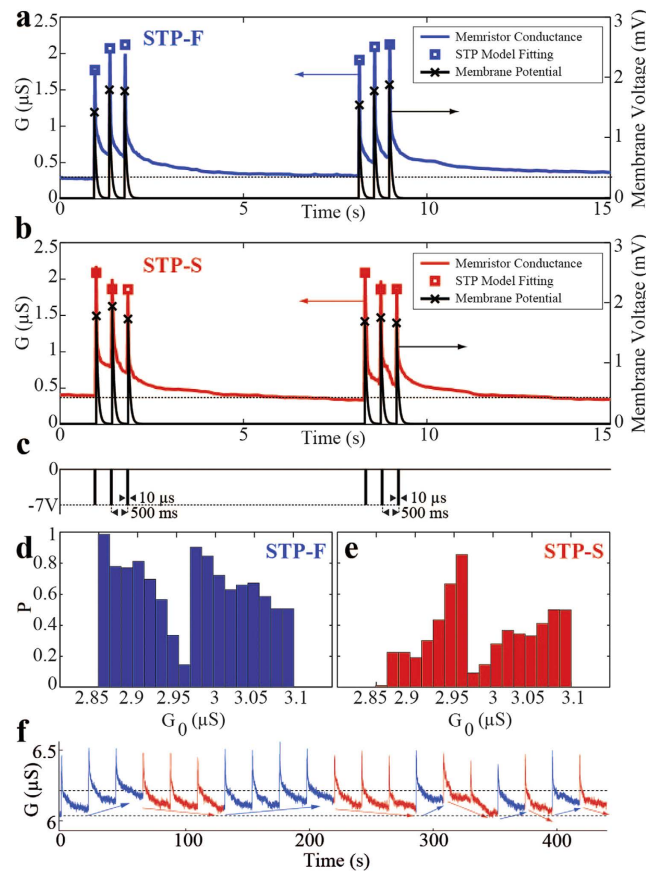 a
STP-F
Memristor Conductance
STP Model Fitting
Membrane Potential
G (µS)
2.5
2
1.5
1
0.5
0
3
2
1
0
Membrane Voltage (mV)
0
5
10
15
Time (s)
b
STP-S
Memristor Conductance
STP Model Fitting
Membrane Potential
G (µS)
2.5
2
1.5
1
0.5
0
3
2
1
0
Membrane Voltage (mV)
0
5
10
15
Time (s)
c
0
-7V
10 µs
500 ms
10 µs
500 ms
d
STP-F
P
1
0.8
0.6
0.4
0.2
0
2.85
2.9
2.95
3
3.05
3.1
G0 (µS)
e
STP-S
2.85
2.9
2.95
3
3.05
3.1
G0 (µS)
f
G (µS)
6.5
6
0
100
200
300
400
Time (s)